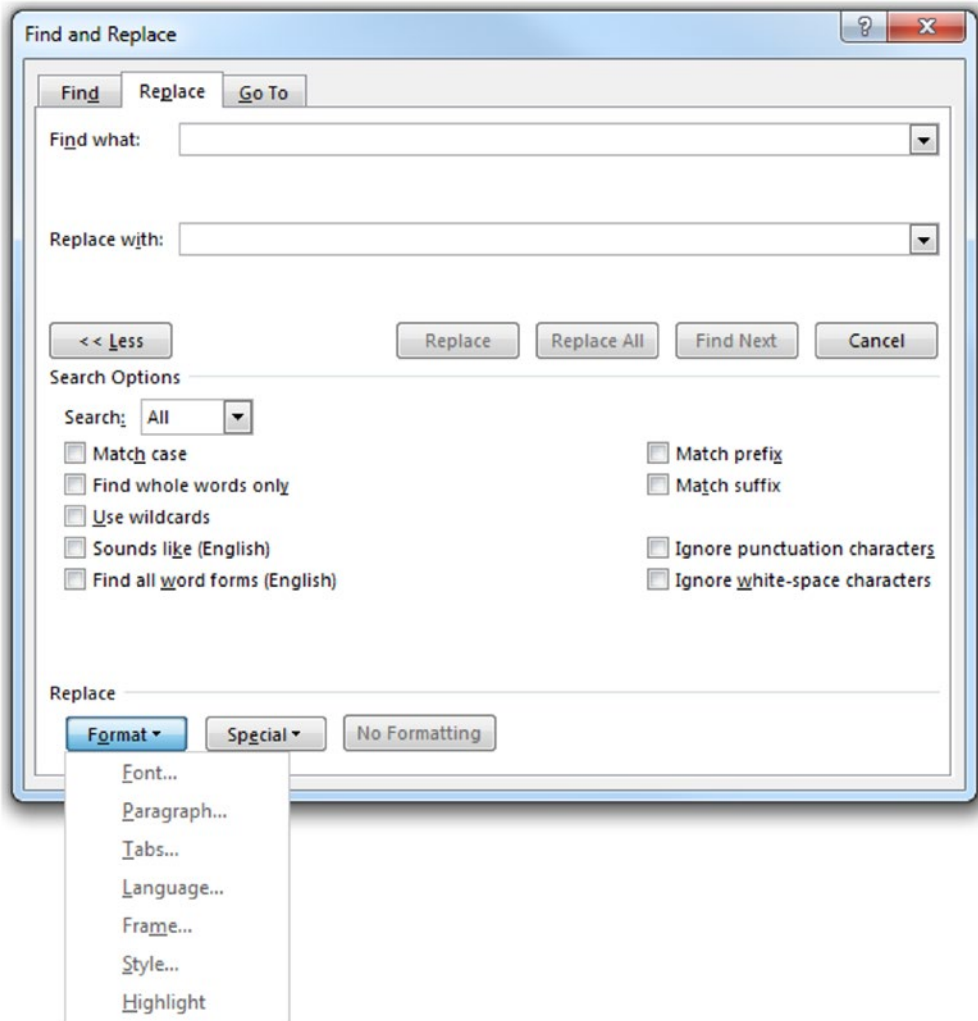 Find and Replace
Find Replace Go To
Find what:
Replace with:
<< Less Replace Replace All Find Next Cancel
Search Options
Search: All
Match case Match prefix
Find whole words only Match suffix
Use wildcards
Sounds like (English) Ignore punctuation characters
Find all word forms (English) Ignore white-space characters
Replace
Format Special No Formatting
Font...
Paragraph...
Tabs...
Language...
Frame...
Style...
Highlight